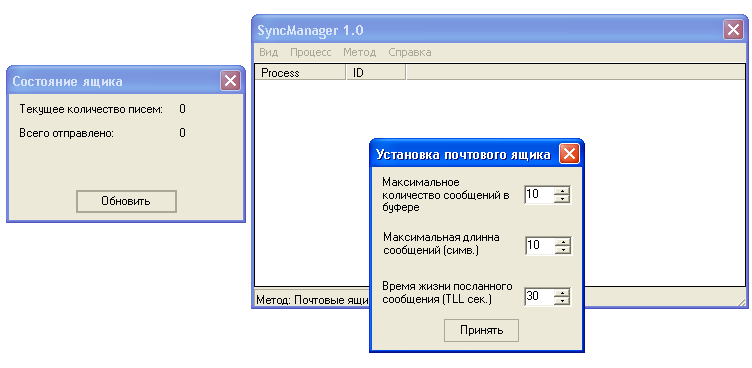 Состояние ящика
Текущее количество писем: 0
Всего отправлено: 0
Обновить
SyncManager 1.0
Вид Процесс Метод Справка
Process ID
Установка почтового ящика
Максимальное
количество сообщений в
буфере
10
Максимальная длинна
сообщений (симв.)
10
Время жизни посланного
сообщения (TLL сек.)
30
Принять
Метод: Почтовые ящи